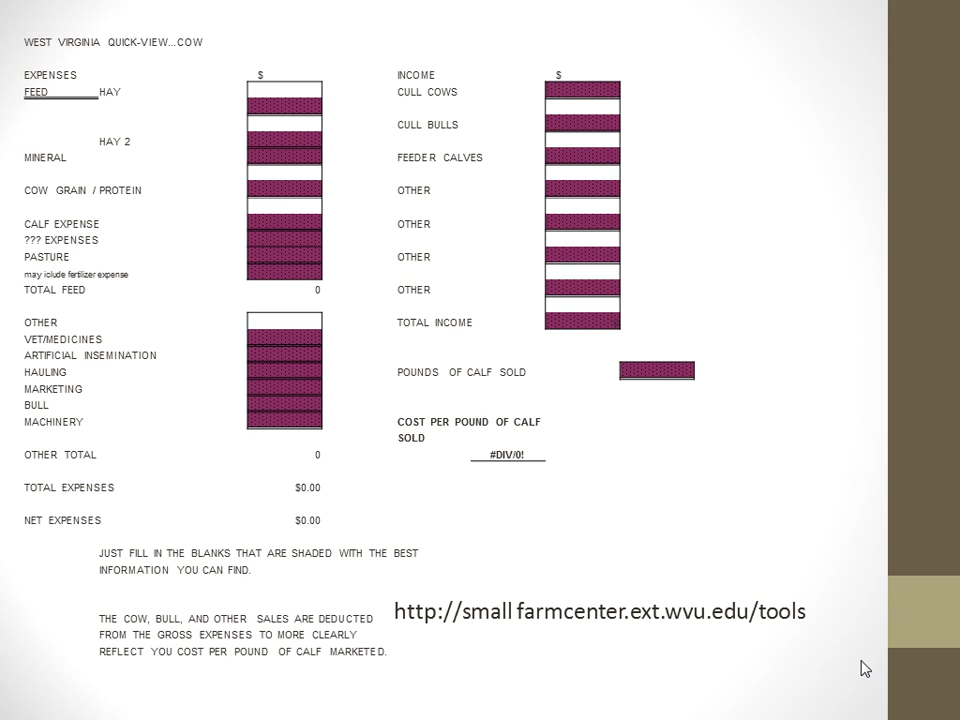 WEST VIRGINIA QUICK-VIEW...COW
EXPENSES $
FEED HAY
HAY 2
MINERAL
COW GRAIN / PROTEIN
CALF EXPENSE
??? EXPENSES
PASTURE
may iclude fertilizer expense
TOTAL FEED 0
OTHER
VET/MEDICINES
ARTIFICIAL INSEMINATION
HAULING
MARKETING
BULL
MACHINERY
OTHER TOTAL 0
TOTAL EXPENSES $0.00
NET EXPENSES $0.00
INCOME $
CULL COWS
CULL BULLS
FEEDER CALVES
OTHER
OTHER
OTHER
OTHER
TOTAL INCOME
POUNDS OF CALF SOLD
COST PER POUND OF CALF
SOLD
#DIV/0!
JUST FILL IN THE BLANKS THAT ARE SHADED WITH THE BEST
INFORMATION YOU CAN FIND.
THE COW, BULL, AND OTHER SALES ARE DEDUCTED
FROM THE GROSS EXPENSES TO MORE CLEARLY
REFLECT YOU COST PER POUND OF CALF MARKETED.
http://small farmcenter.ext.wvu.edu/tools